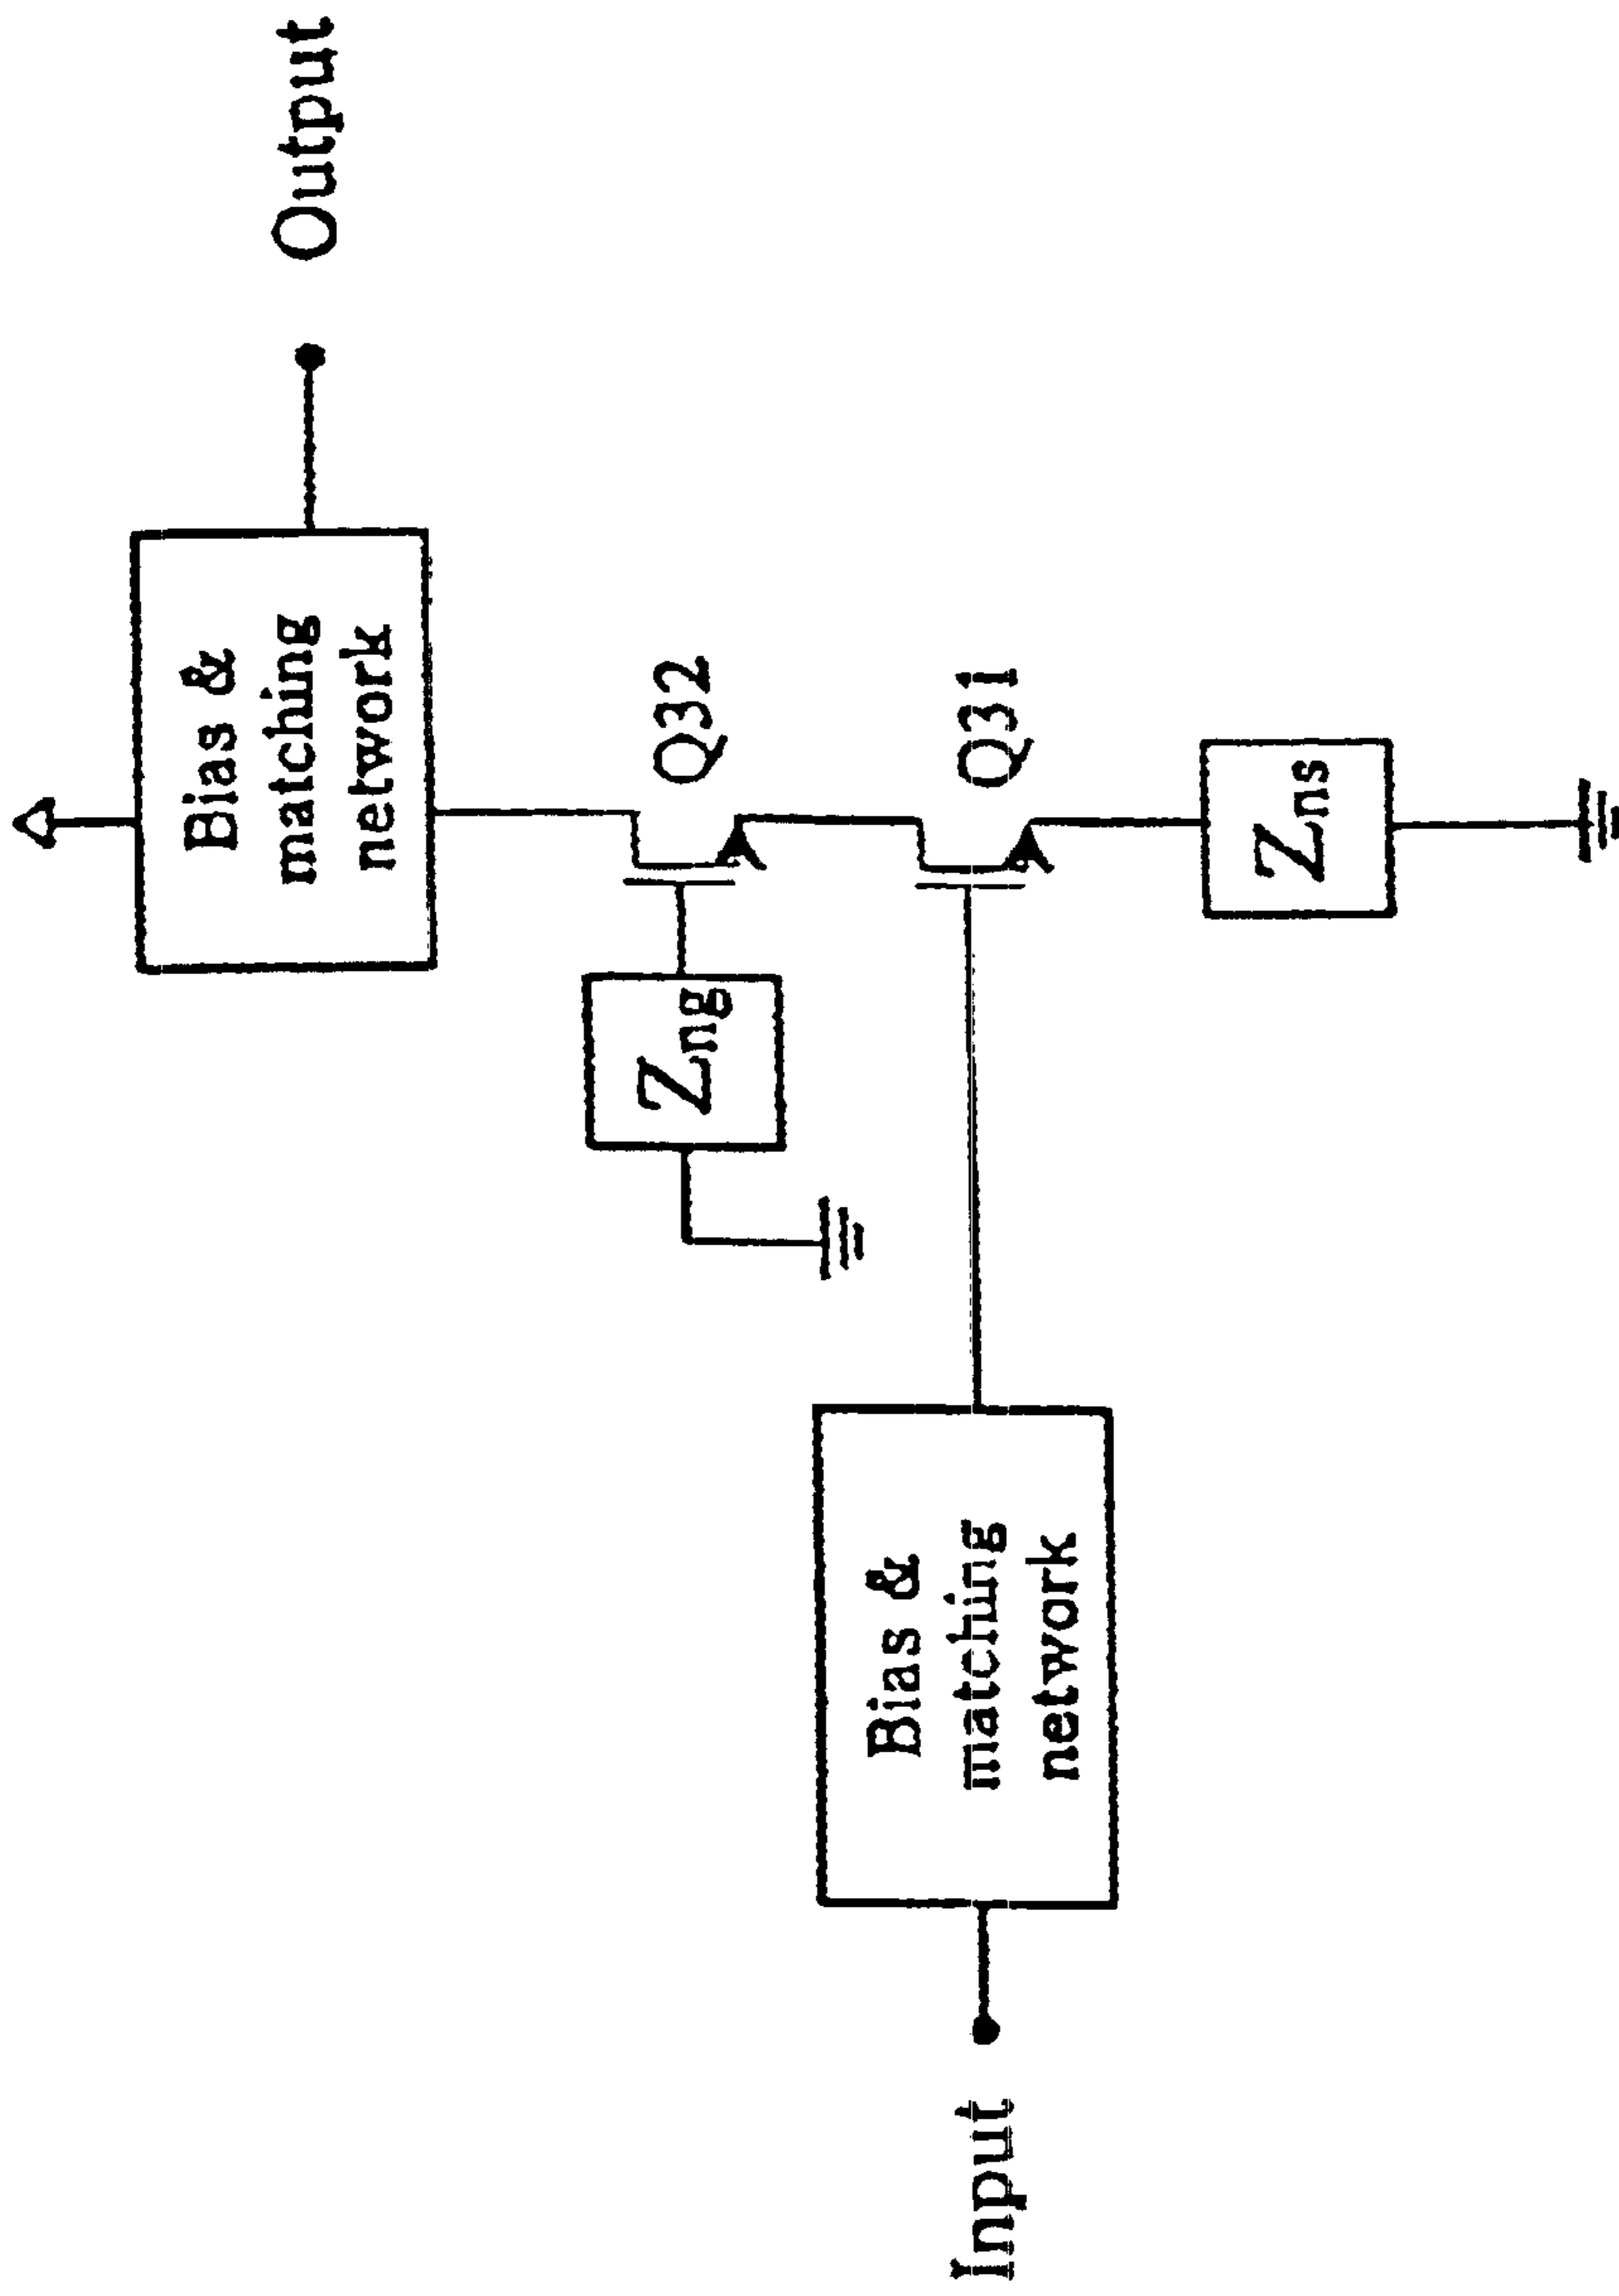 Output
Bias &
matching
network
Q32
Zng
Q31
Bias &
matching
network
Input
Zns